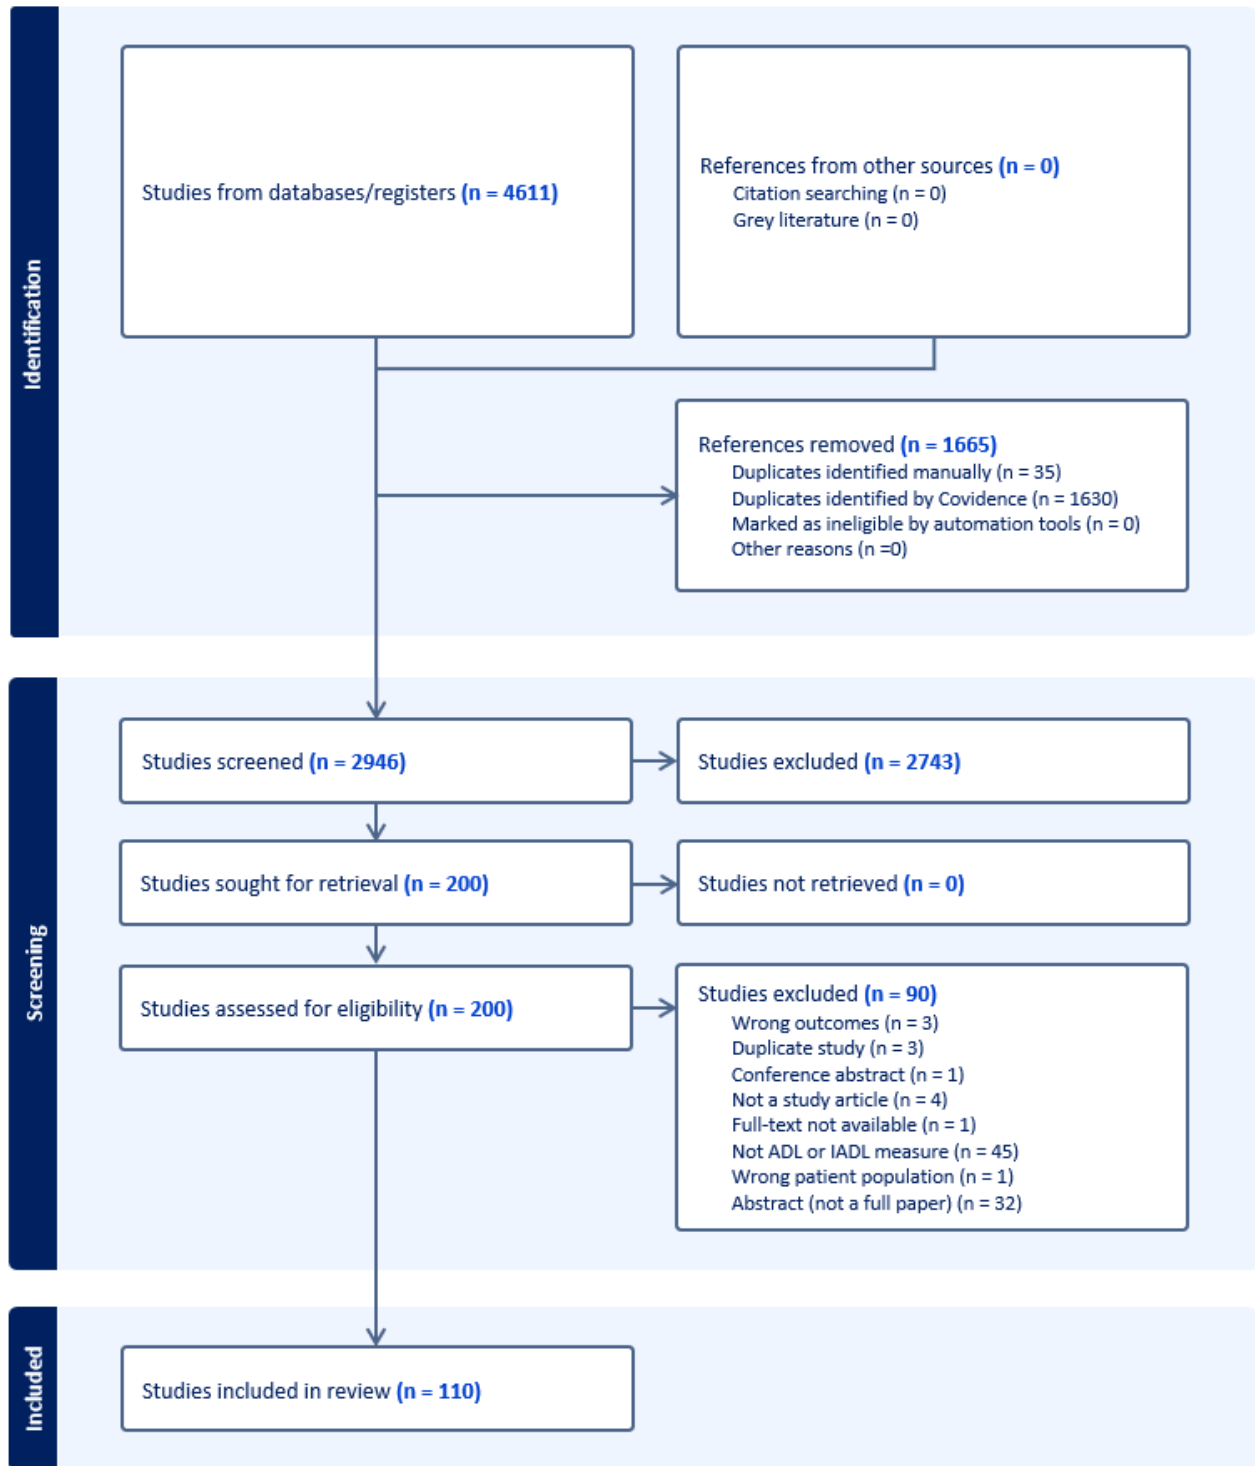 Identification
Studies from databases/registers (n = 4611)
References from other sources (n = 0)
Citation searching (n = 0)
Grey literature (n = 0)
References removed (n = 1665)
Duplicates identified manually (n = 35)
Duplicates identified by Covidence (n = 1630)
Marked as ineligible by automation tools (n = 0)
Other reasons (n =0)
Screening
Studies screened (n = 2946)
Studies excluded (n = 2743)
Studies sought for retrieval (n = 200)
Studies not retrieved (n = 0)
Studies assessed for eligibility (n = 200)
Studies excluded (n = 90)
Wrong outcomes (n = 3)
Duplicate study (n = 3)
Conference abstract (n = 1)
Not a study article (n = 4)
Full-text not available (n = 1)
Not ADL or IADL measure (n = 45)
Wrong patient population (n = 1)
Abstract (not a full paper) (n = 32)
Included
Studies included in review (n = 110)